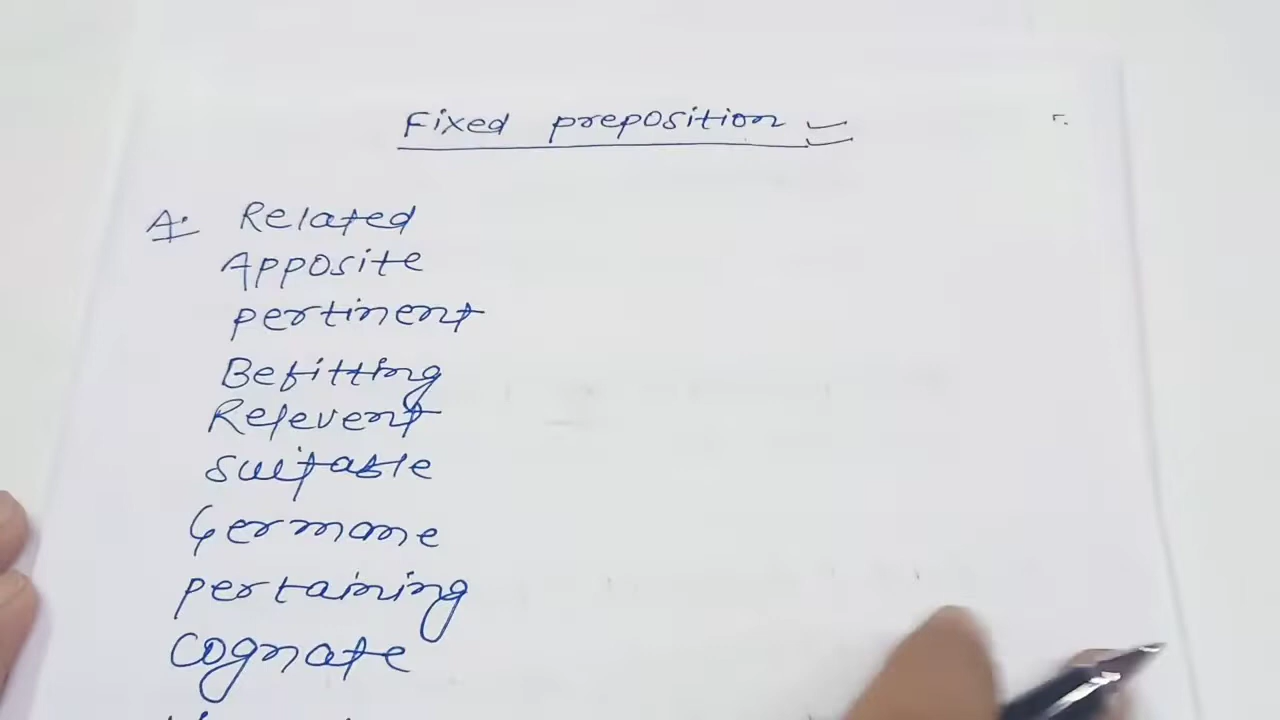 Fixed preposition
A. Related
Apposite
pertinent
Befitting
Relevent
suitable
Germane
pertaining
cognate